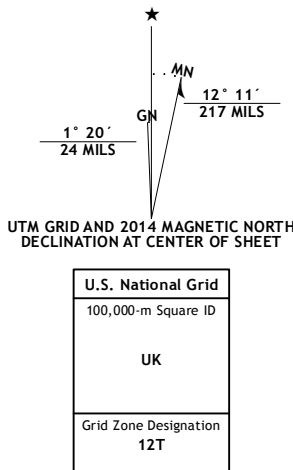 MN
GN
12° 11´
217 MILS
1° 20´
24 MILS
UTM GRID AND 2014 MAGNETIC NORTH
DECLINATION AT CENTER OF SHEET
U.S. National Grid
100,000-m Square ID
UK
Grid Zone Designation
12T